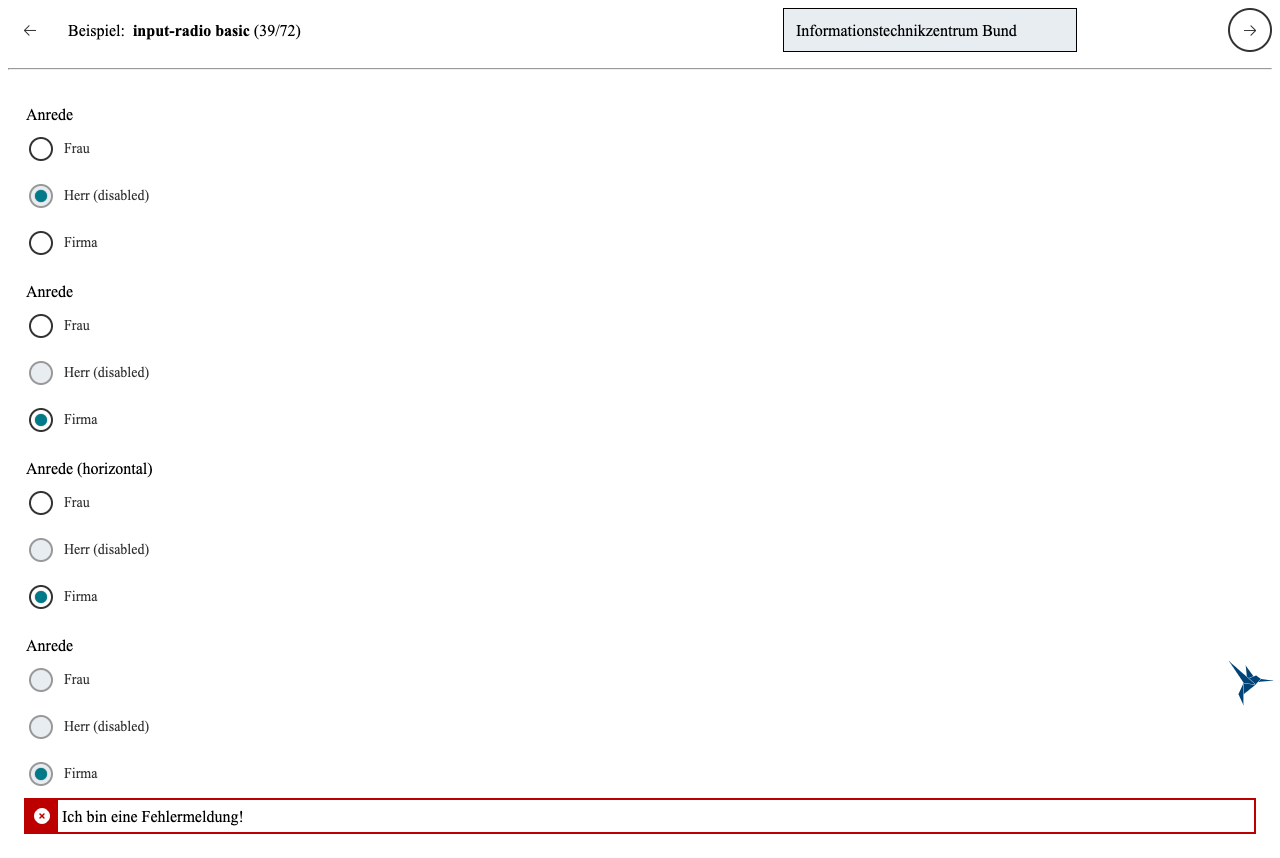 Beispiel: input-radio basic (39/72)
Informationstechnikzentrum Bund
Anrede
Frau
Herr (disabled)
Firma
Anrede
Frau
Herr (disabled)
Firma
Anrede (horizontal)
Frau
Herr (disabled)
Firma
Anrede
Frau
Herr (disabled)
Firma
Ich bin eine Fehlermeldung!